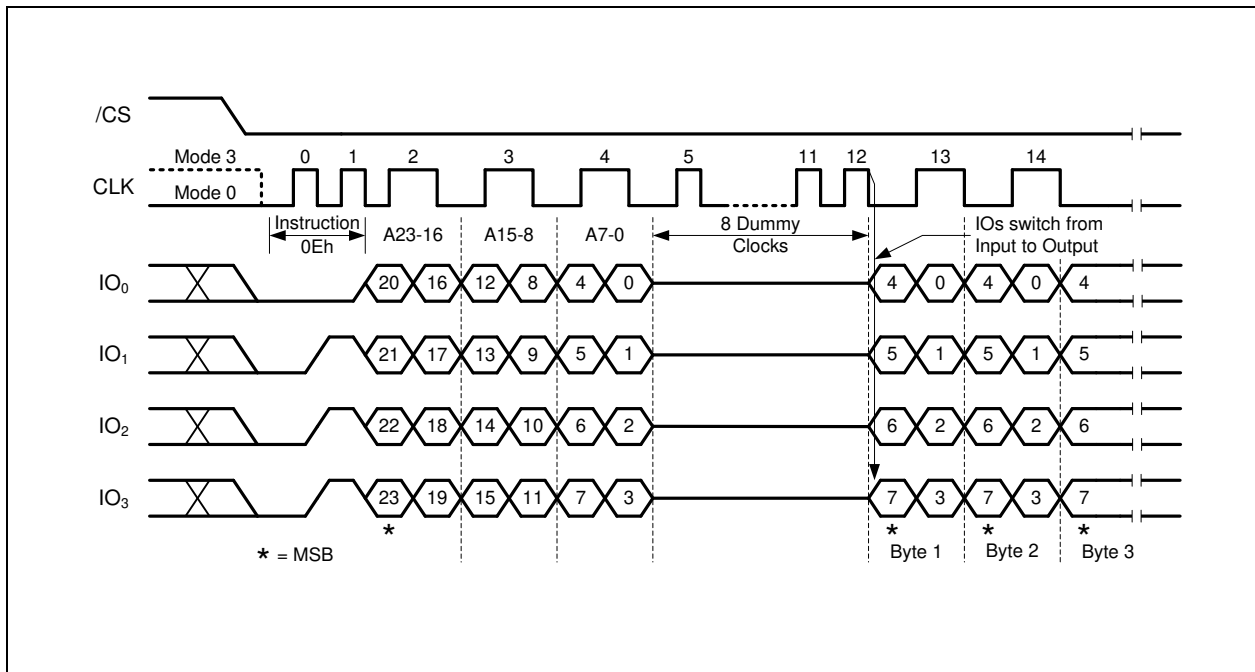 /CS
Mode 3 0 1 2 3 4 5 11 12 13 14
CLK Mode 0
Instruction 8 Dummy IOs switch from
0Eh A23-16 A15-8 A7-0 Clocks Input to Output
IO0 20 16 12 8 4 0 4 0 4 0 4
IO1 21 17 13 9 5 1 5 1 5 1 5
IO2 22 18 14 10 6 2 6 2 6 2 6
IO3 23 19 15 11 7 3 7 3 7 3 7
* * * *
* = MSB Byte 1 Byte 2 Byte 3